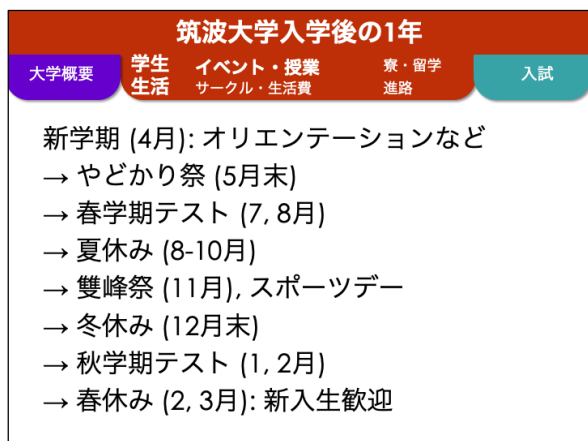 筑波大学入学後の1年
大学概要
学生
生活
イベント・授業
サークル・生活費
寮・留学
進路
入試
新学期 (4月): オリエンテーションなど
→ やどかり祭 (5月末)
→ 春学期テスト (7, 8月)
→ 夏休み (8-10月)
→ 雙峰祭 (11月), スポーツデー
→ 冬休み (12月末)
→ 秋学期テスト (1, 2月)
→ 春休み (2, 3月): 新入生歓迎